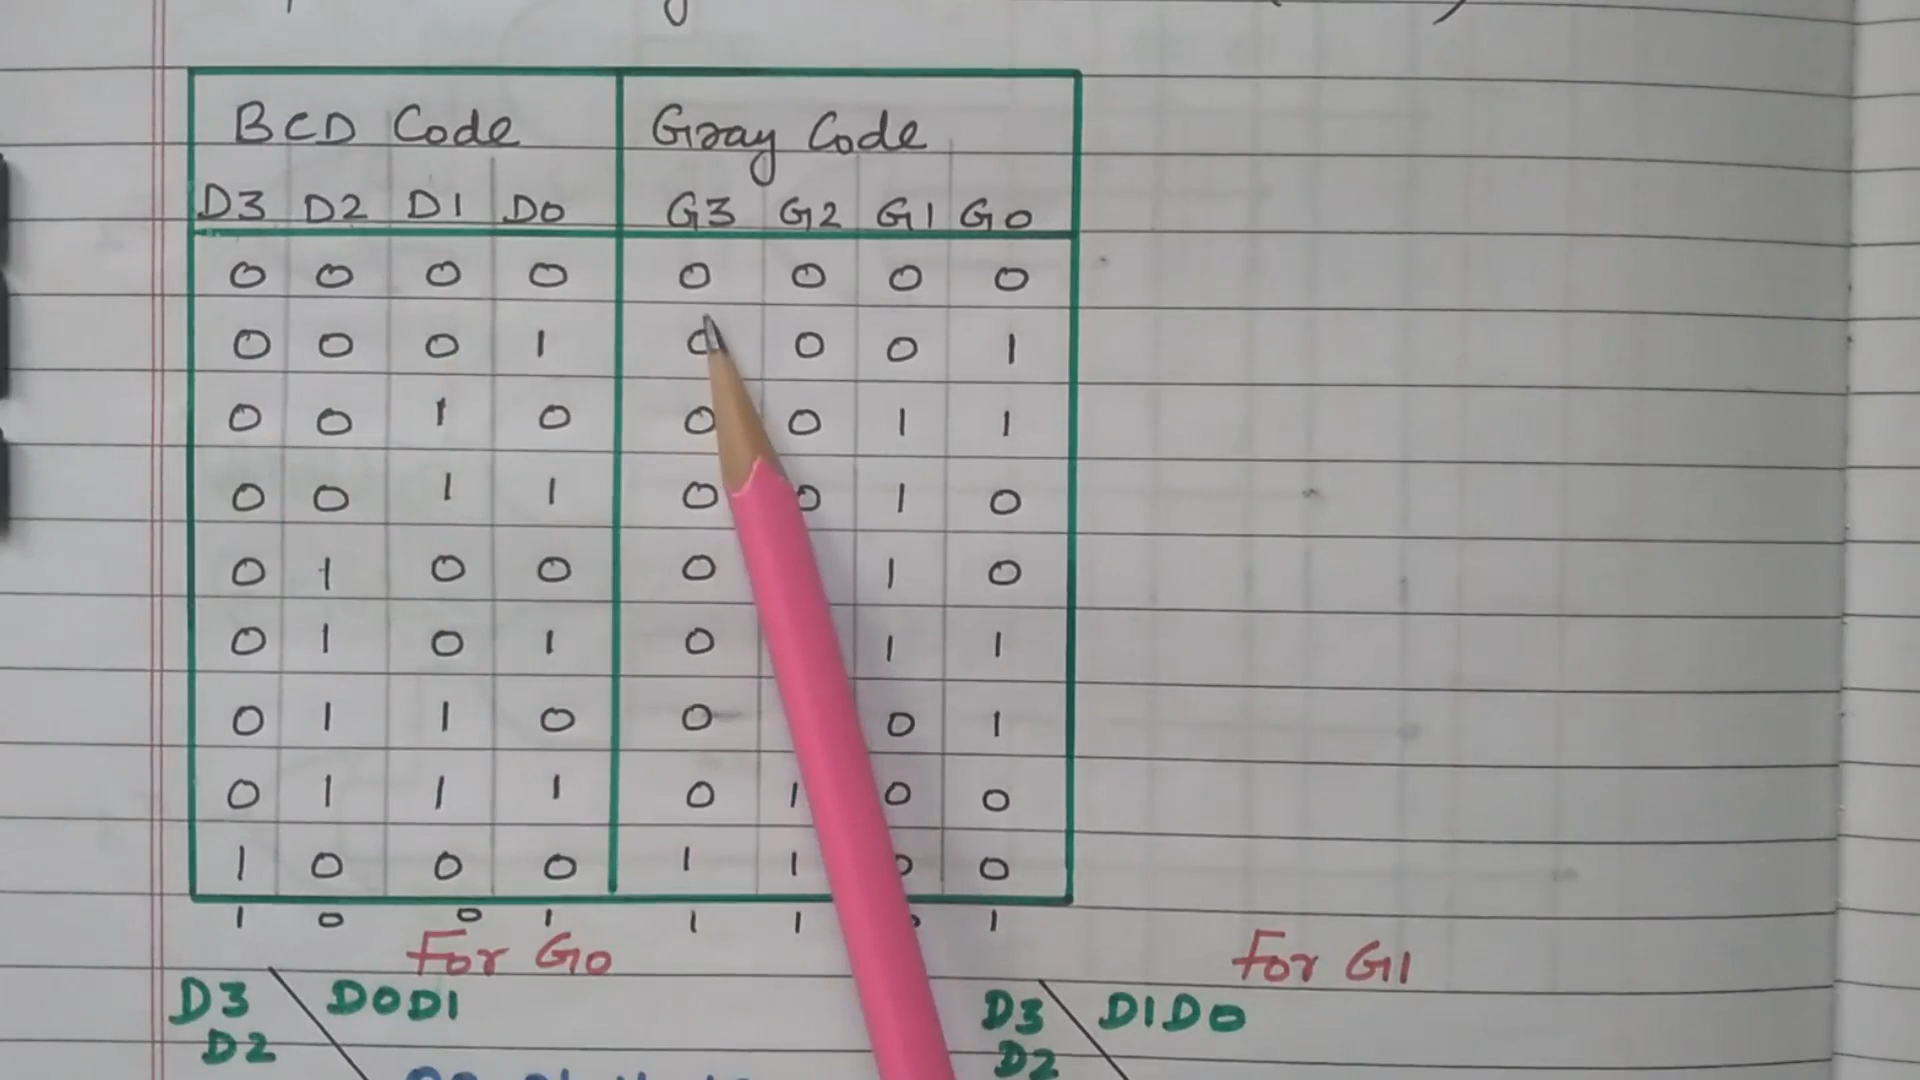 BCD Code Gray Code
D3 D2 D1 D0 G3 G2 G1 G0
0 0 0 0 0 0 0 0
0 0 0 1 0 0 0 1
0 0 1 0 0 0 1 1
0 0 1 1 0 0 1 0
0 1 0 0 0 1 0
0 1 0 1 0 1 1
0 1 1 0 0 0 1
0 1 1 1 0 1 0 0
1 0 0 0 1 1 0 0
1 0 0 1 1 1 0 1
For G0 For G1
D3 D0D1 D3 D1D0
D2 D2